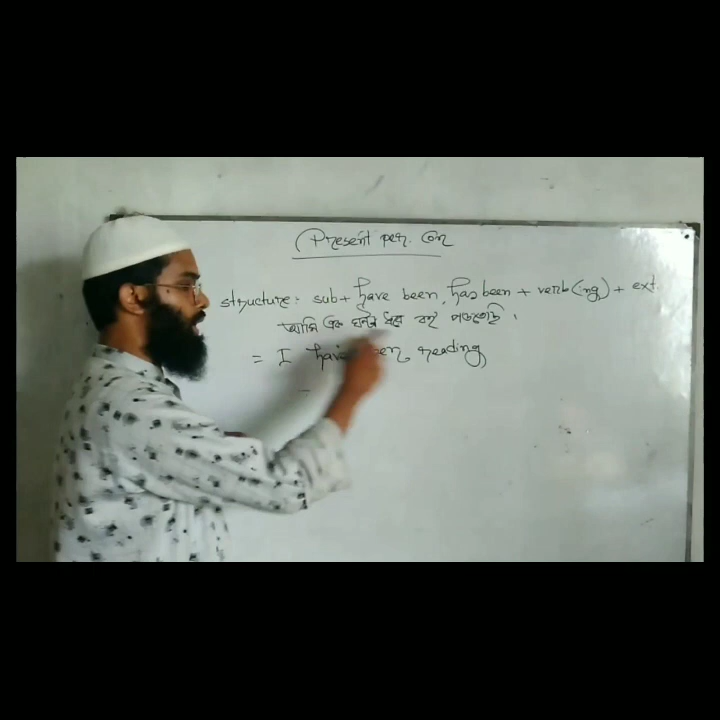 Present per. Con
structure: sub+ have been, has been + verb(ing) + ext.
আমি এক ঘন্টা ধরে বই পড়তেছি।
= I have been reading